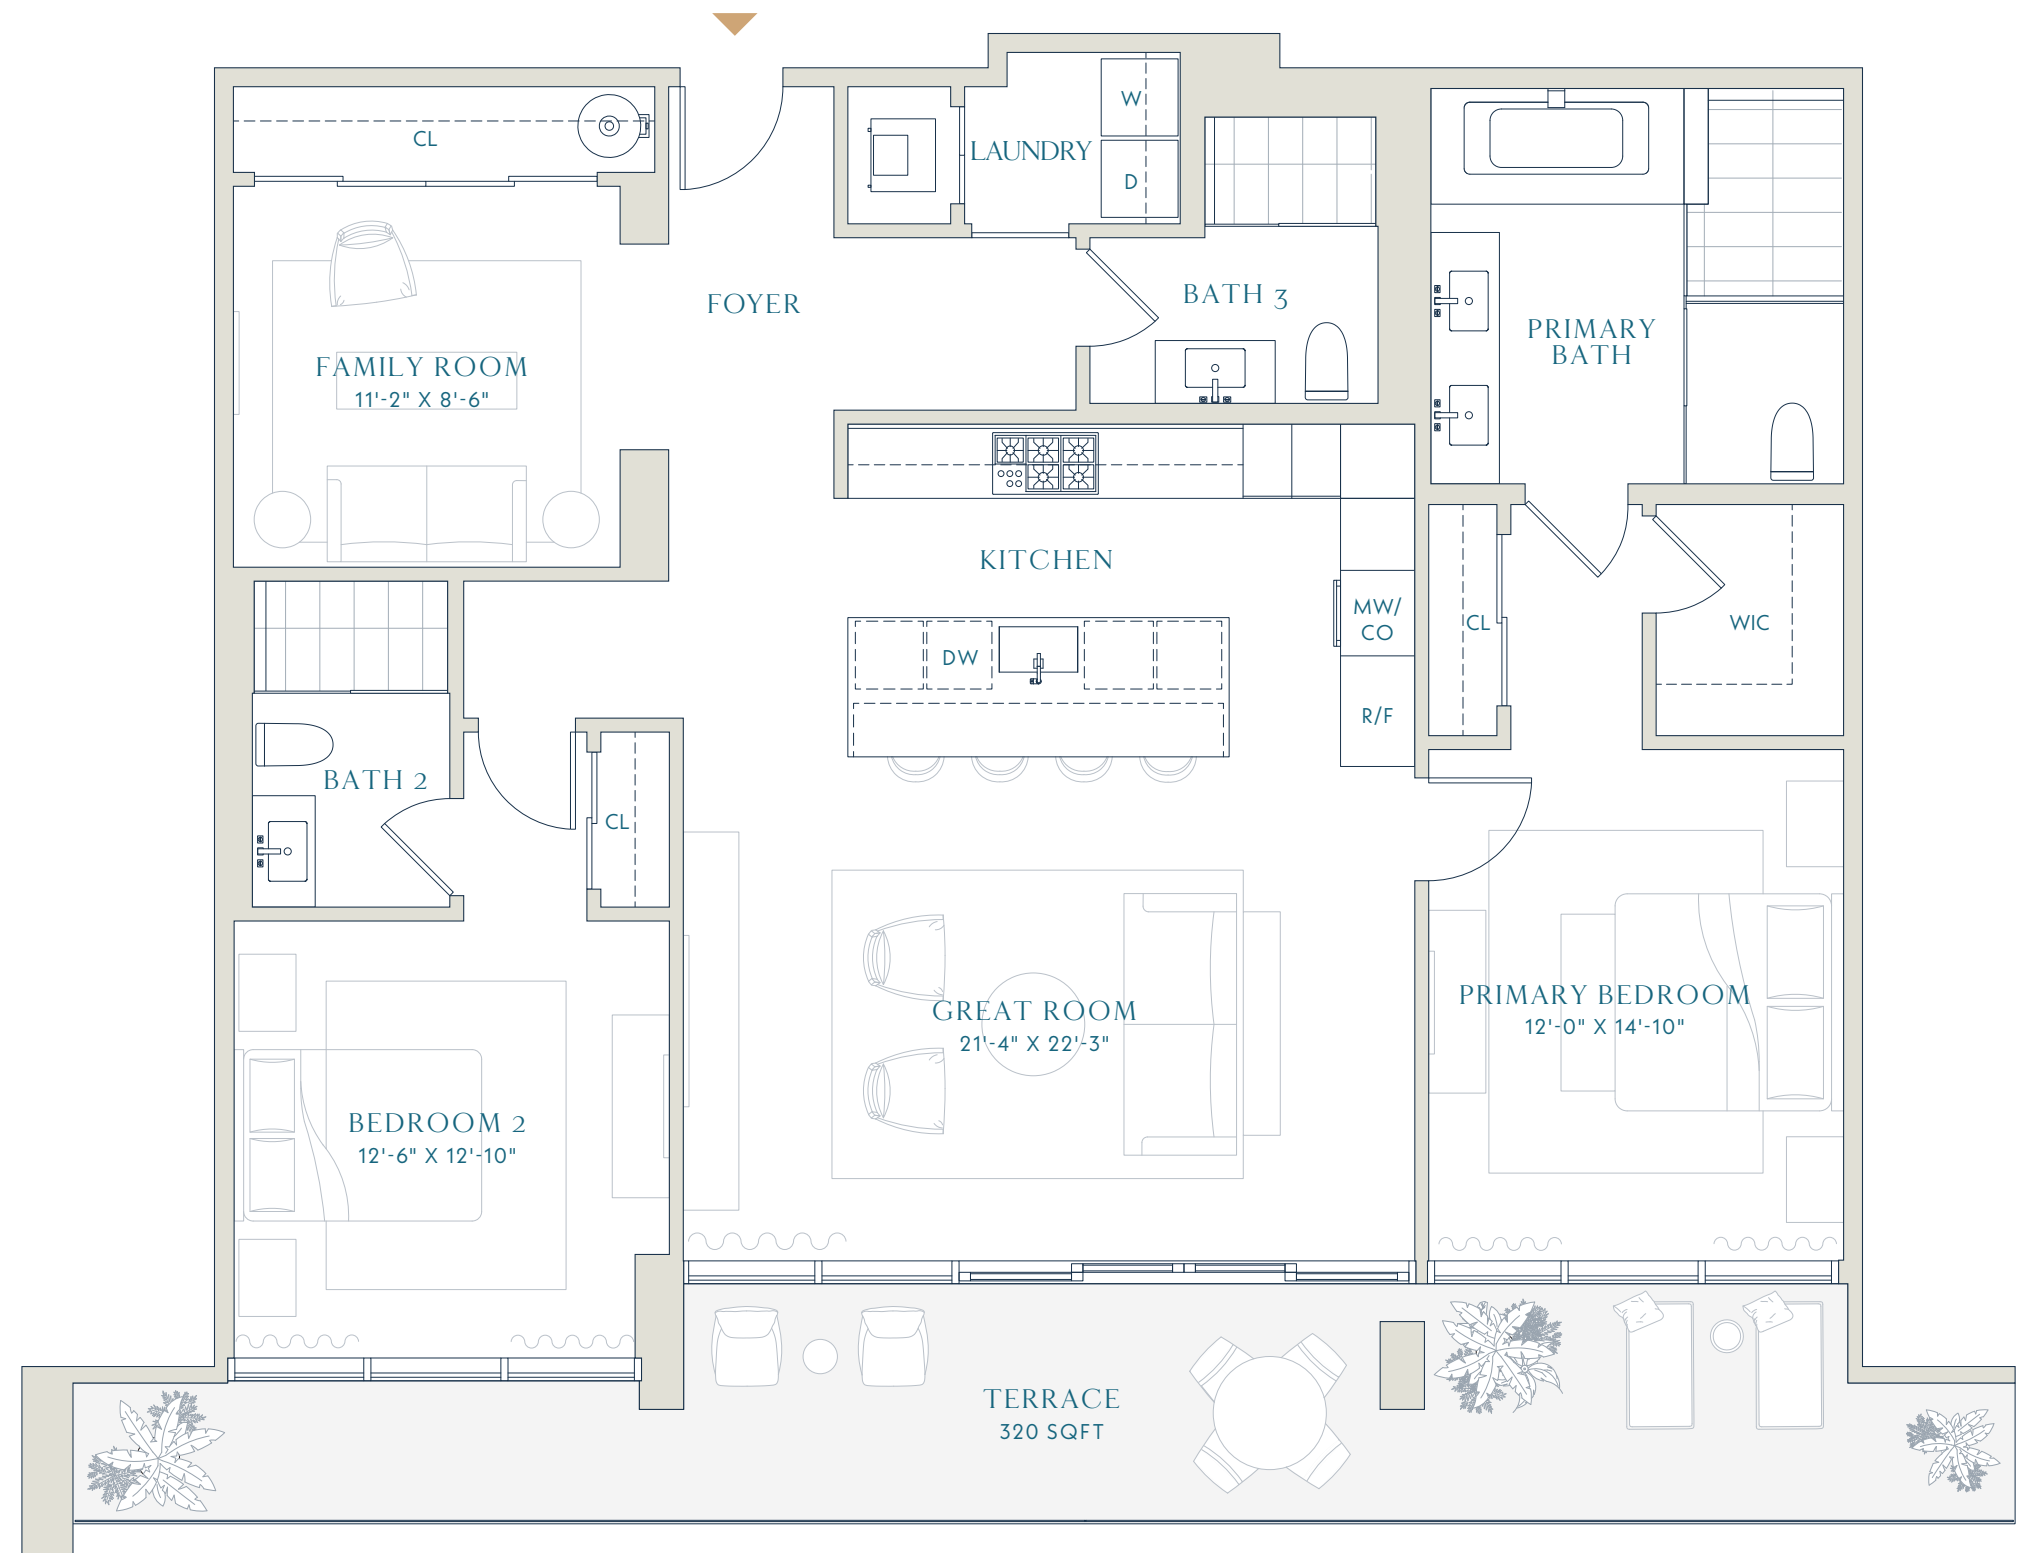 W
CL
LAUNDRY
D
BATH 3
FOYER
PRIMARY
BATH
FAMILY ROOM
11'-2" X 8'-6"
KITCHEN
MW/
CO
CL
WIC
DW
R/F
BATH 2
CL
PRIMARY BEDROOM
12'-0" X 14'-10"
GREAT ROOM
21'-4" X 22'-3"
BEDROOM 2
12'-6" X 12'-10"
TERRACE
320 SQFT